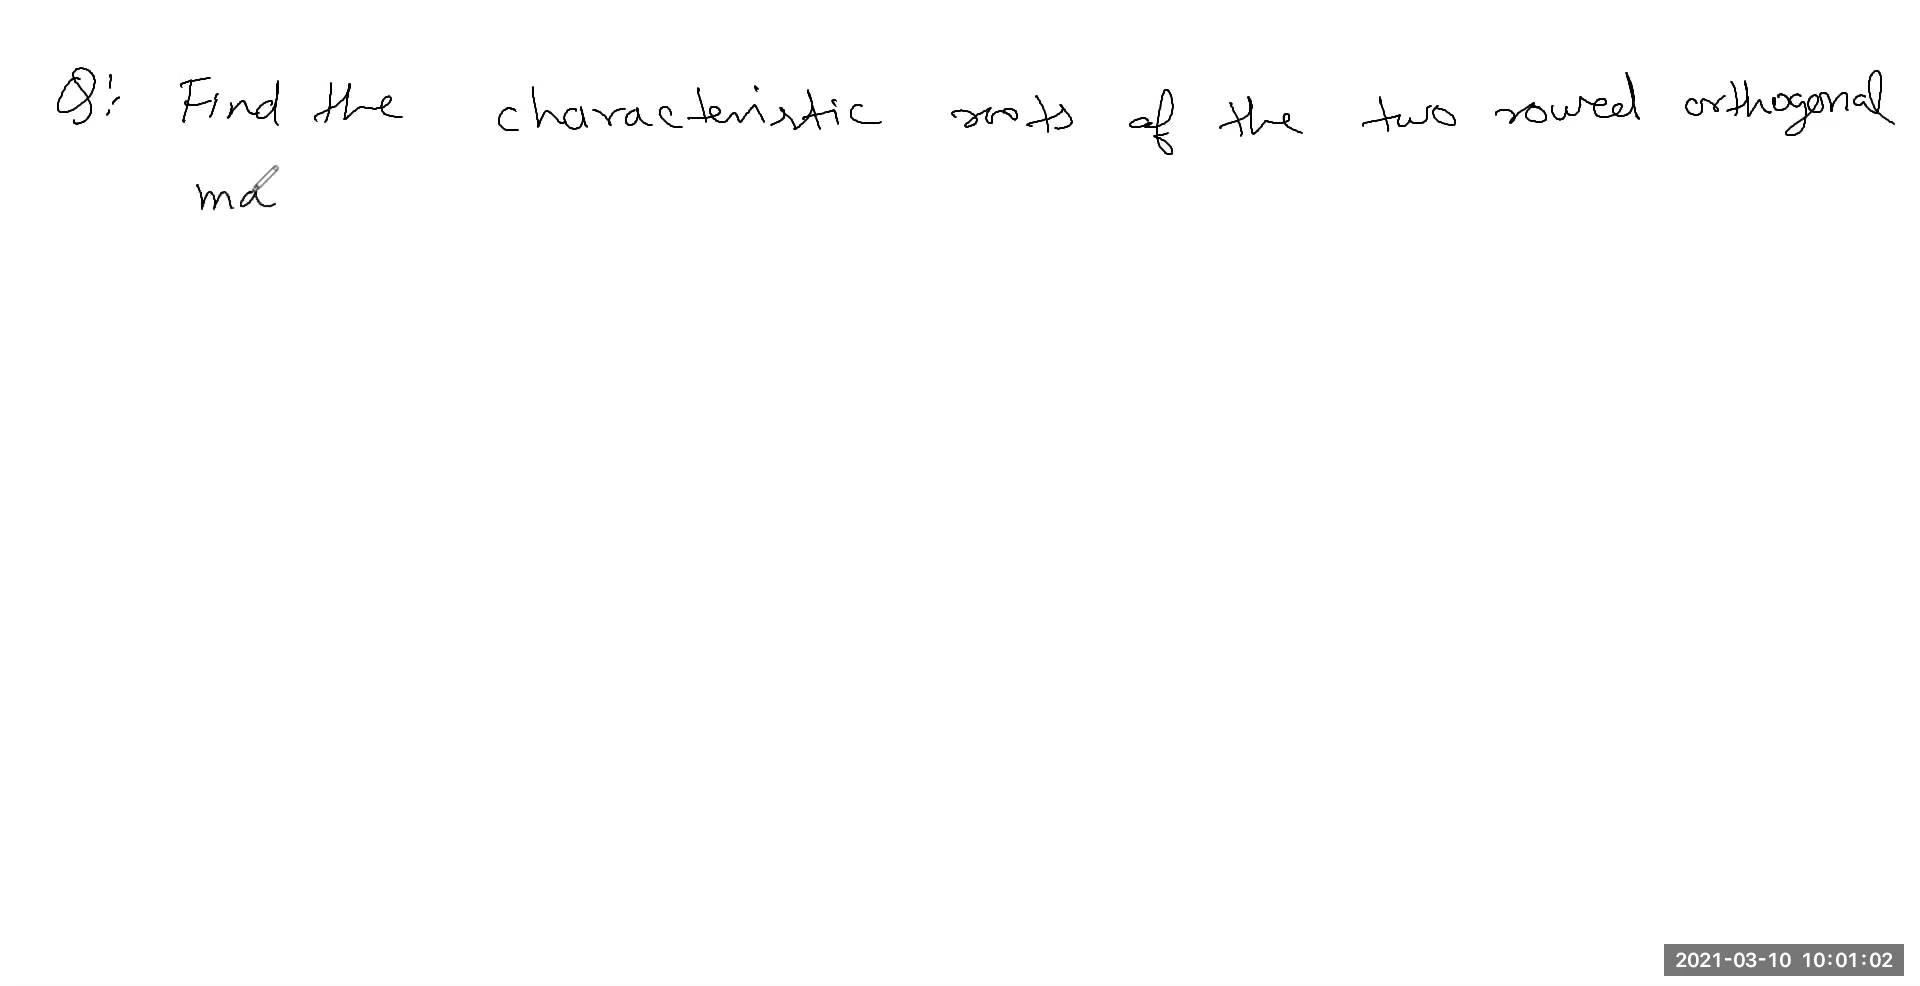 Q: Find the characteristic roots of the two rowed orthogonal
ma
2021-03-10 10:01:02